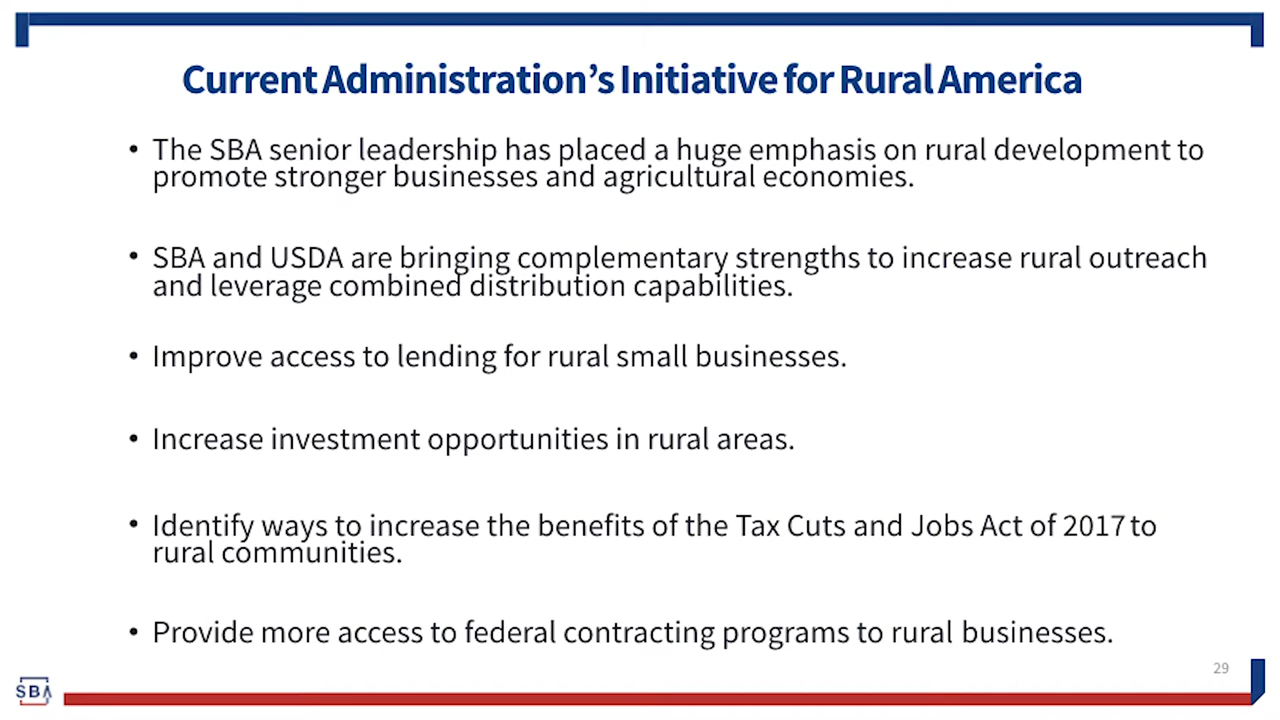 Current Administration’s Initiative for Rural America
• The SBA senior leadership has placed a huge emphasis on rural development to
promote stronger businesses and agricultural economies.
• SBA and USDA are bringing complementary strengths to increase rural outreach
and leverage combined distribution capabilities.
• Improve access to lending for rural small businesses.
• Increase investment opportunities in rural areas.
• Identify ways to increase the benefits of the Tax Cuts and Jobs Act of 2017 to
rural communities.
• Provide more access to federal contracting programs to rural businesses.
29
SBA